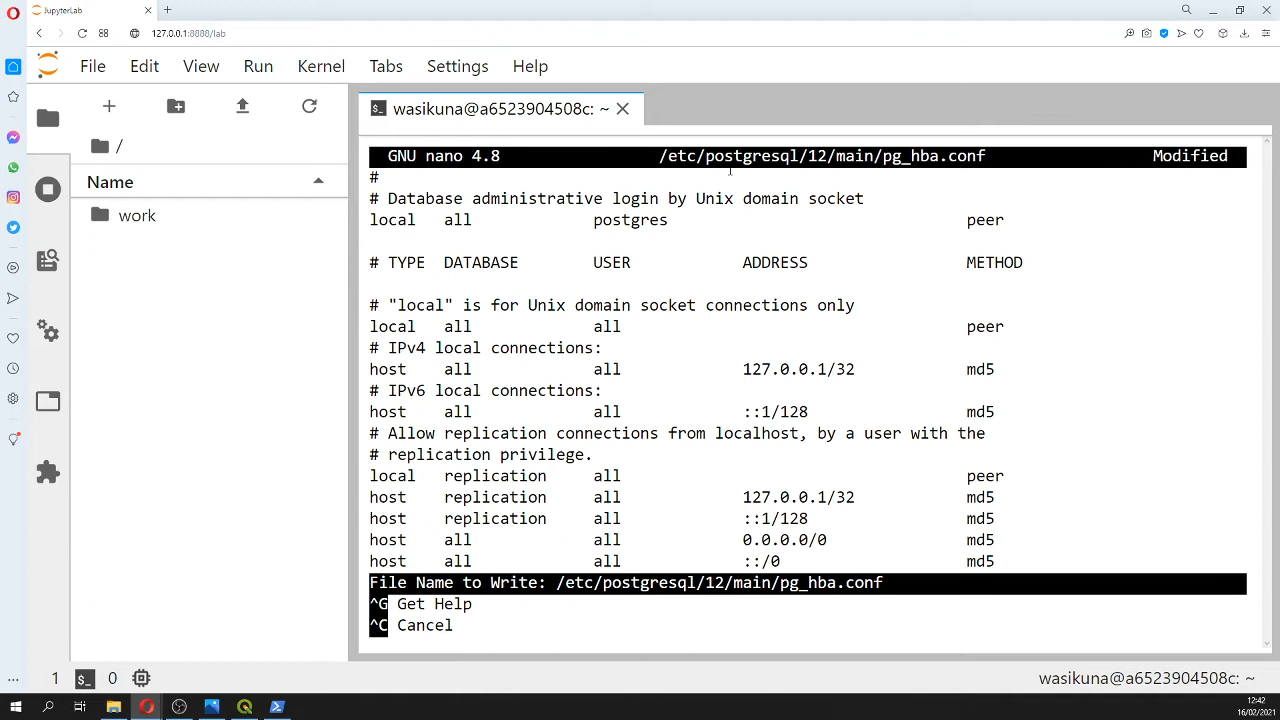 JupyterLab
127.0.0.1:8888/lab
File Edit View Run Kernel Tabs Settings Help
wasikuna@a6523904508c: ~
/
Name
work
GNU nano 4.8 /etc/postgresql/12/main/pg_hba.conf Modified
#
# Database administrative login by Unix domain socket
local all postgres peer
# TYPE DATABASE USER ADDRESS METHOD
# "local" is for Unix domain socket connections only
local all all peer
# IPv4 local connections:
host all all 127.0.0.1/32 md5
# IPv6 local connections:
host all all ::1/128 md5
# Allow replication connections from localhost, by a user with the
# replication privilege.
local replication all peer
host replication all 127.0.0.1/32 md5
host replication all ::1/128 md5
host all all 0.0.0.0/0 md5
host all all ::/0 md5
File Name to Write: /etc/postgresql/12/main/pg_hba.conf
^G Get Help
^C Cancel
1 $_ 0 wasikuna@a6523904508c: ~
12:42
16/02/2021